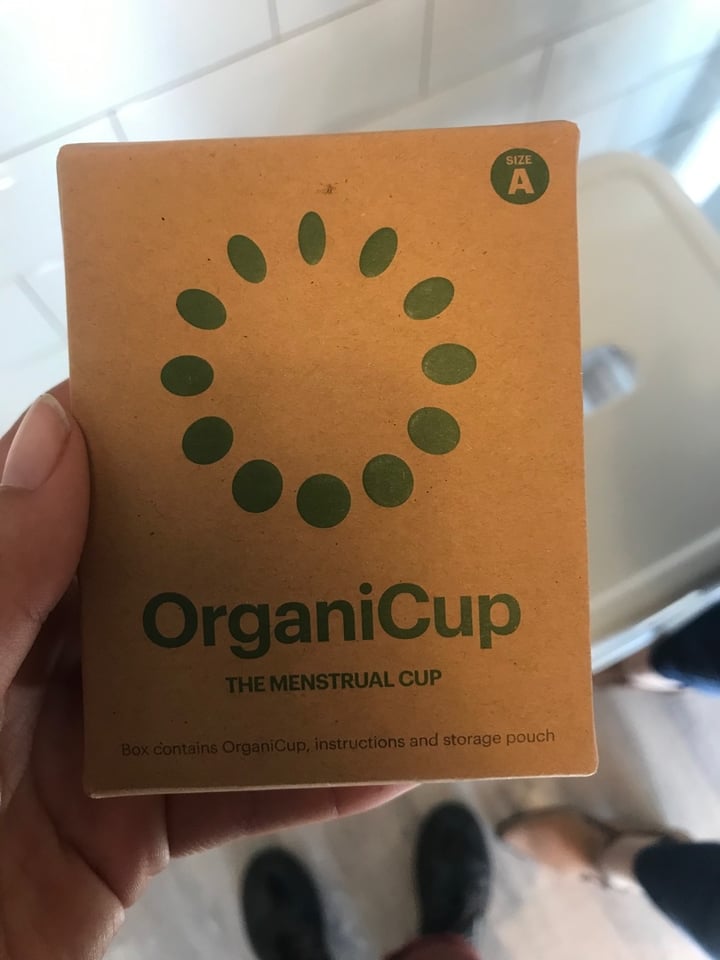 SIZE
A
OrganiCup
THE MENSTRUAL CUP
Box contains OrganiCup, instructions and storage pouch